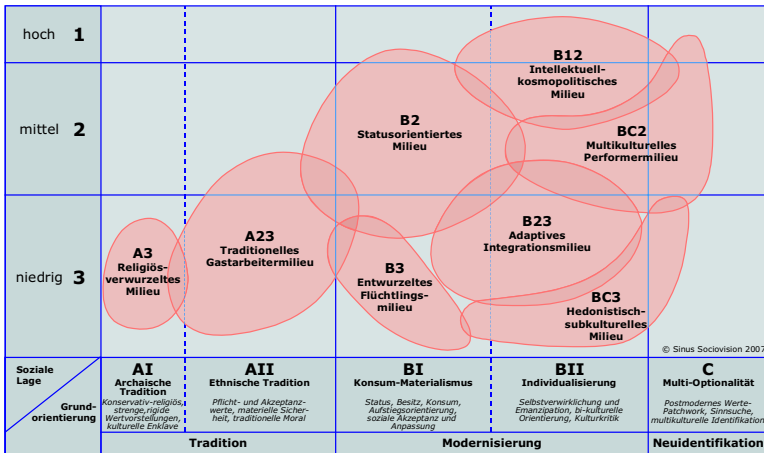 hoch 1
mittel 2
niedrig 3
B12
Intellektuell-
kosmopolitisches
Milieu
B2
Statusorientiertes
Milieu
BC2
Multikulturelles
Performermilieu
A3
Religiös-
verwurzeltes
Milieu
A23
Traditionelles
Gastarbeitermilieu
B23
Adaptives
Integrationsmilieu
B3
Entwurzeltes
Flüchtlings-
milieu
BC3
Hedonistisch-
subkulturelles
Milieu
© Sinus Sociovision 2007
Soziale
Lage
Grund-
orientierung
AI
Archaische
Tradition
Konservativ-religiös,
strenge,rigide
Wertvorstellungen,
kulturelle Enklave
AII
Ethnische Tradition
Pflicht- und Akzeptanz-
werte, materielle Sicher-
heit, traditionelle Moral
BI
Konsum-Materialismus
Status, Besitz, Konsum,
Aufstiegsorientierung,
soziale Akzeptanz und
Anpassung
BII
Individualisierung
Selbstverwirklichung und
Emanzipation, bi-kulturelle
Orientierung, Kulturkritik
C
Multi-Optionalität
Postmodernes Werte-
Patchwork, Sinnsuche,
multikulturelle Identifikation
Tradition
Modernisierung
Neuidentifikation